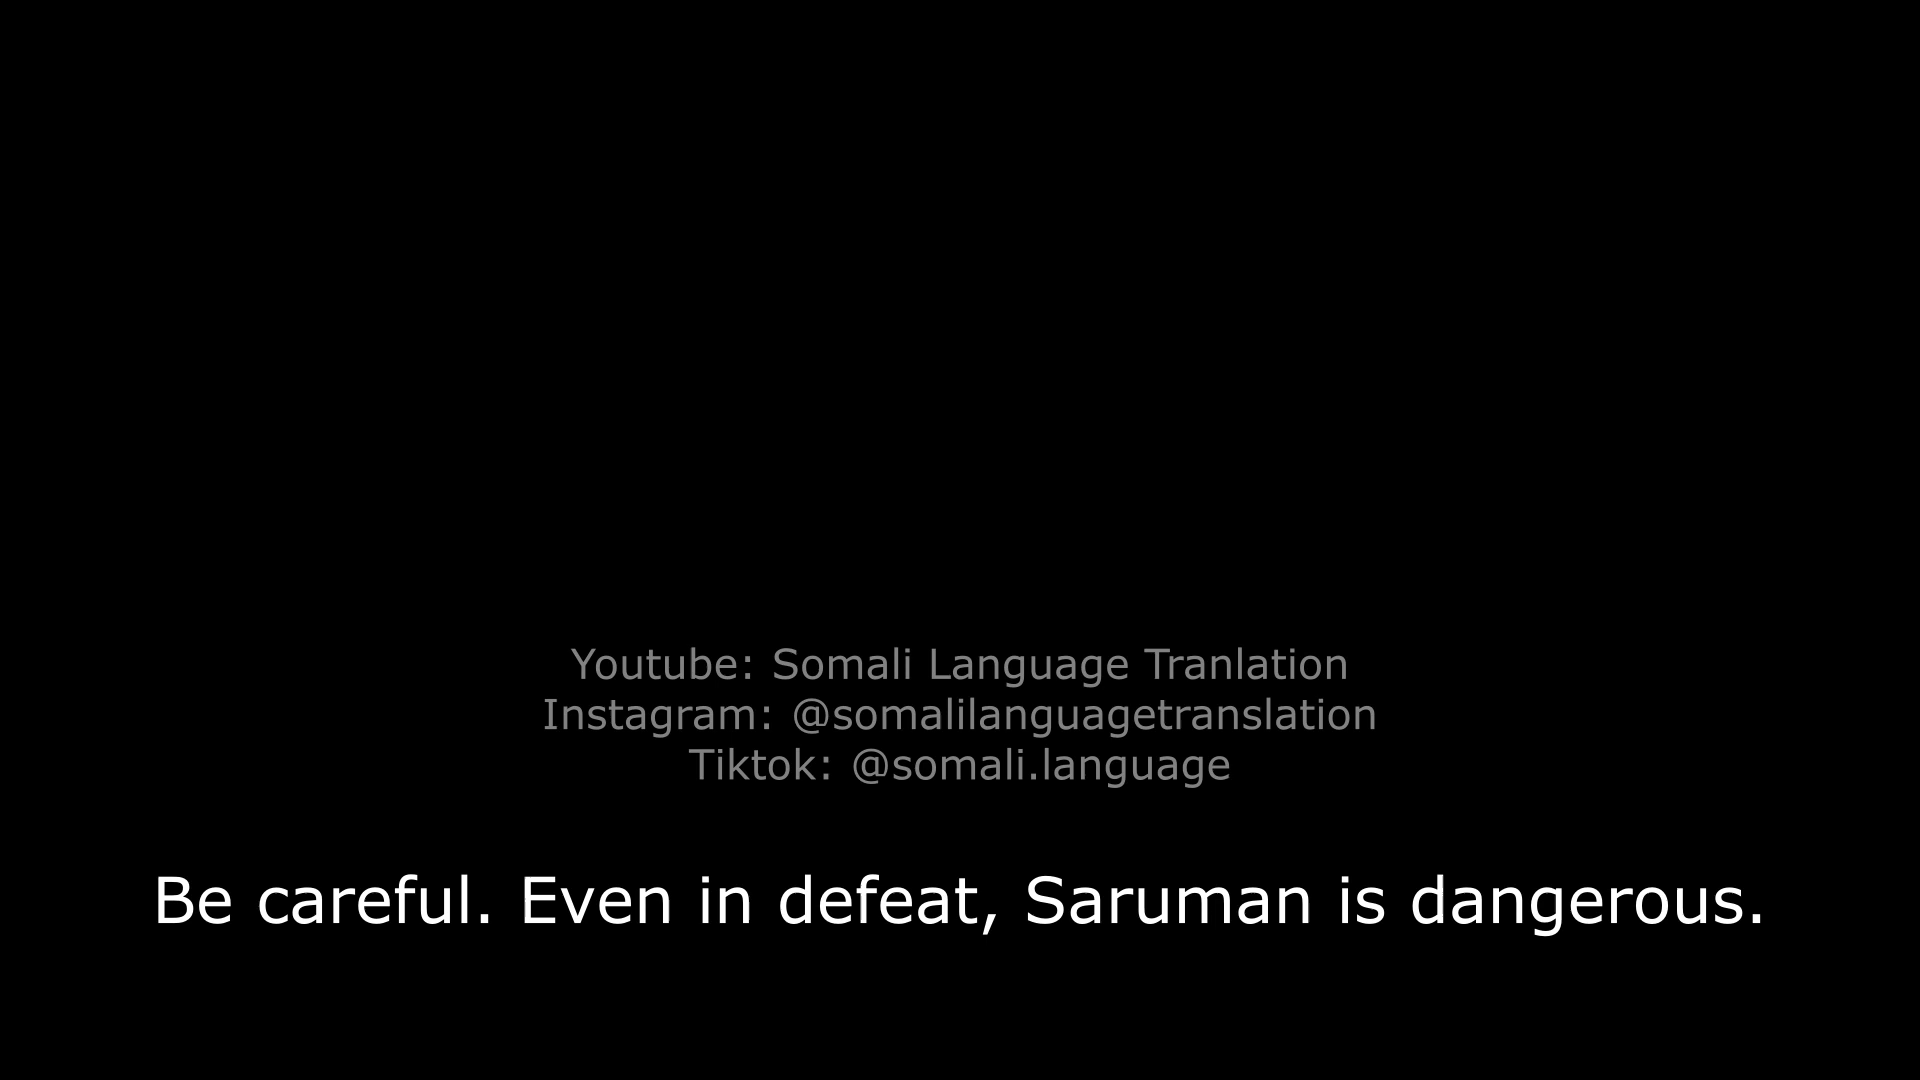 Youtube: Somali Language Tranlation
Instagram: @somalilanguagetranslation
Tiktok: @somali.language
Be careful. Even in defeat, Saruman is dangerous.